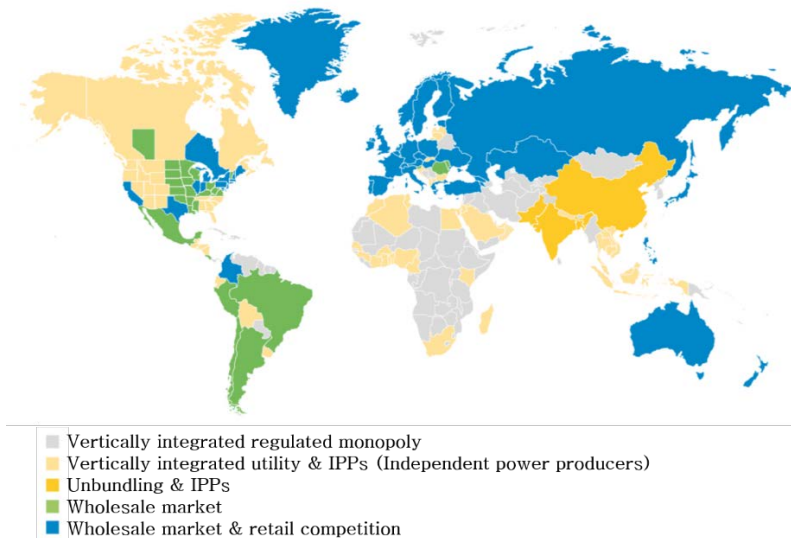 Vertically integrated regulated monopoly
Vertically integrated utility & IPPs (Independent power producers)
Unbundling & IPPs
Wholesale market
Wholesale market & retail competition